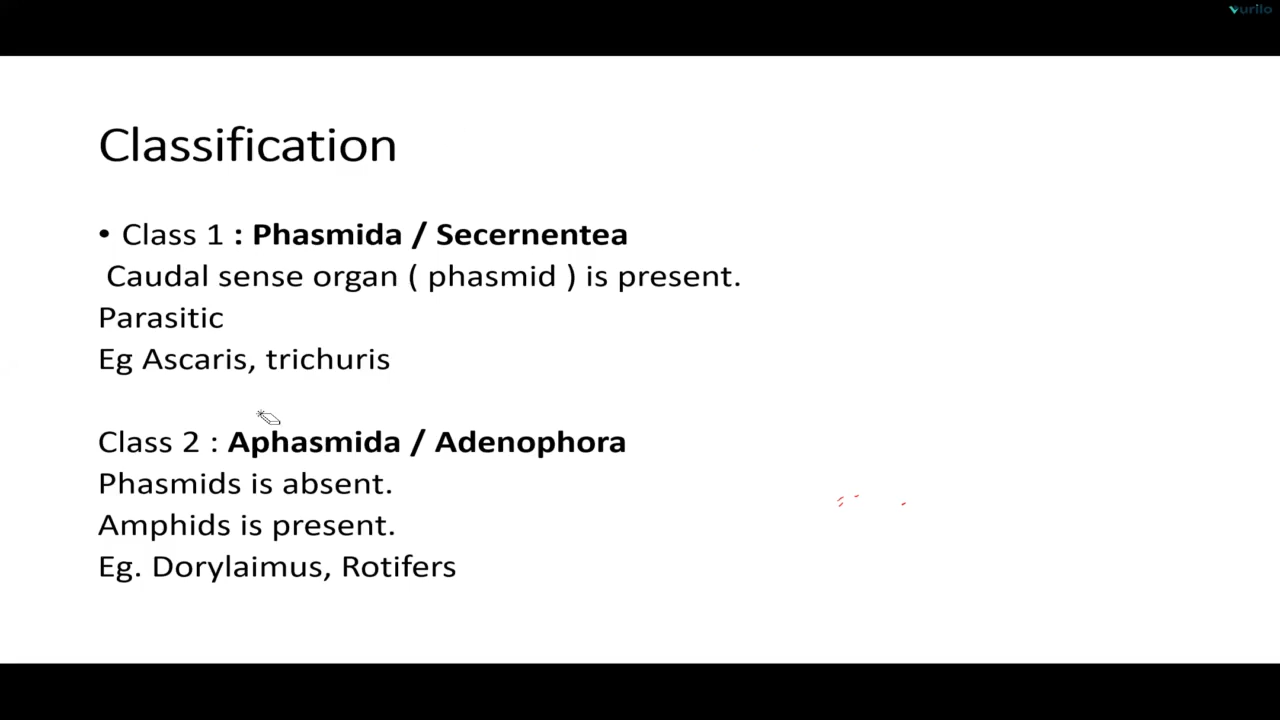 Vurilo
Classification
• Class 1 : Phasmida / Secernentea
Caudal sense organ ( phasmid ) is present.
Parasitic
Eg Ascaris, trichuris
Class 2 : Aphasmida / Adenophora
Phasmids is absent.
Amphids is present.
Eg. Dorylaimus, Rotifers